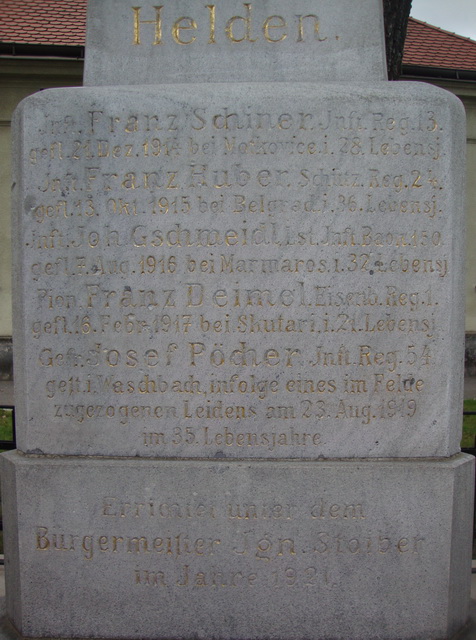 Helden.
Inft. Franz Schiner. Inft. Reg. 13.
gefl. 21. Dez. 1914 bei Noikovice i. 28. Lebensj.
Jgn. Franz Huber. Schütz. Reg. 24.
gefl. 13. Okt. 1915 bei Belgrad i. 36. Lebensj.
Inft. Joh. Gschmeidl. Lst. Inft. Baon. 150.
gefl. 7. Aug. 1916 bei Marmaros. i. 32. Lebensj
Pion. Franz Deimel. Eisenb. Reg. 1.
gefl. 16. Febr. 1917 bei Skutari. i. 21. Lebensj
Gefr. Josef Pöcher. Inft. Reg. 54.
geft. i. Waschbach, infolge eines im Felde
zugezogenen Leidens am 23. Aug. 1919
im 35. Lebensjahre.
Errichtet unter dem
Bürgermeister Ign. Stoiber
im Jahre 1921.